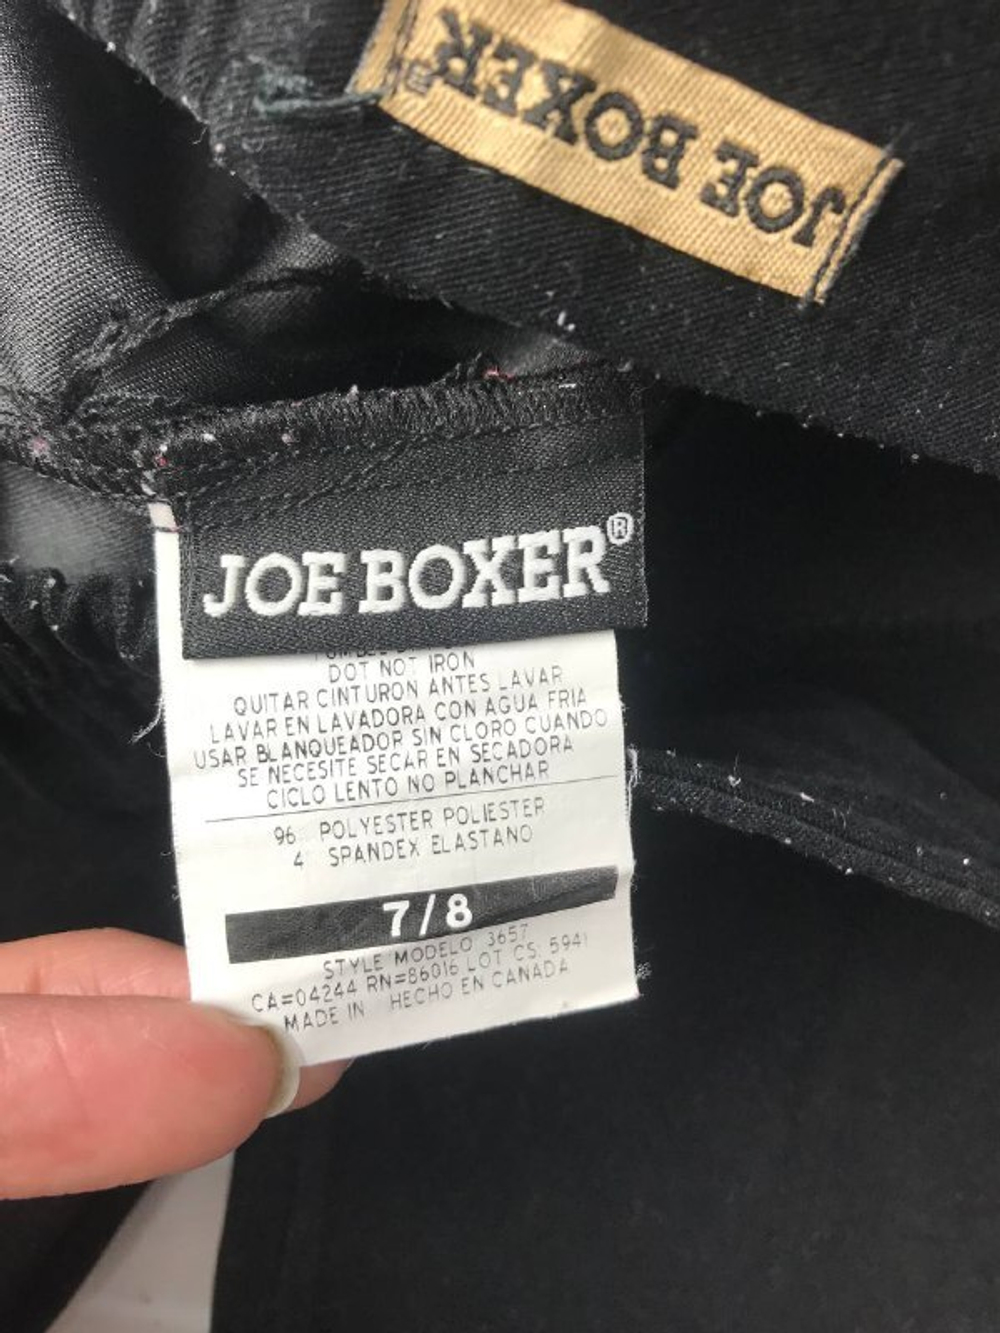 JOE BOXER
JOE BOXER®
DOT NOT IRON
QUITAR CINTURON ANTES LAVAR
LAVAR EN LAVADORA CON AGUA FRIA
USAR BLANQUEADOR SIN CLORO CUANDO
SE NECESITE SECAR EN SECADORA
CICLO LENTO NO PLANCHAR
96 POLYESTER POLIESTER
4 SPANDEX ELASTANO
7/8
STYLE MODELO 3657
CA=04244 RN=86016 LOT CS: 5941
MADE IN HECHO EN CANADA